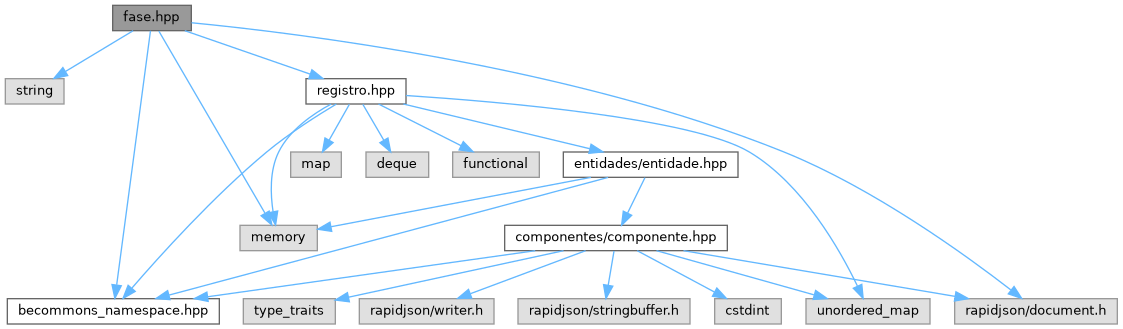 fase.hpp
string
registro.hpp
map
deque
functional
entidades/entidade.hpp
memory
componentes/componente.hpp
becommons_namespace.hpp
type_traits
rapidjson/writer.h
rapidjson/stringbuffer.h
cstdint
unordered_map
rapidjson/document.h